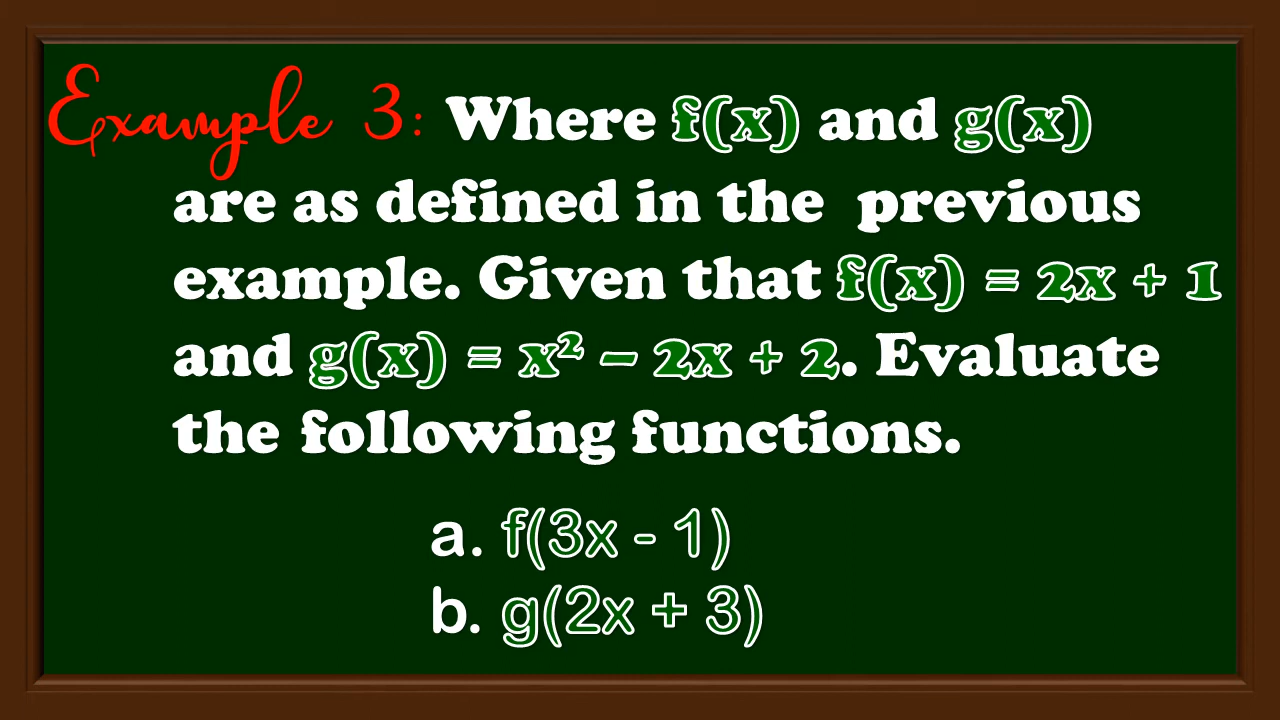 Example 3: Where f(x) and g(x)
are as defined in the previous
example. Given that f(x) = 2x + 1
and g(x) = x² – 2x + 2. Evaluate
the following functions.
a. f(3x - 1)
b. g(2x + 3)